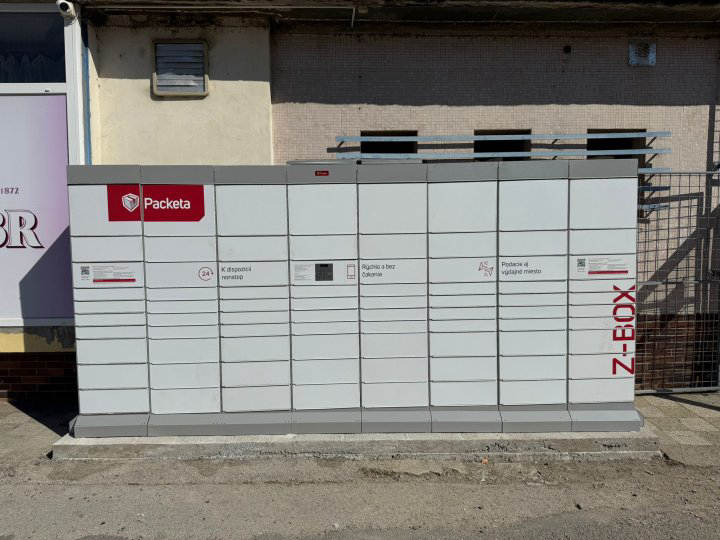 1872
BR
Packeta
24
K dispozícii
nonstop
Rýchlo a bez
čakania
Podacie aj
výdajné miesto
Z-BOX